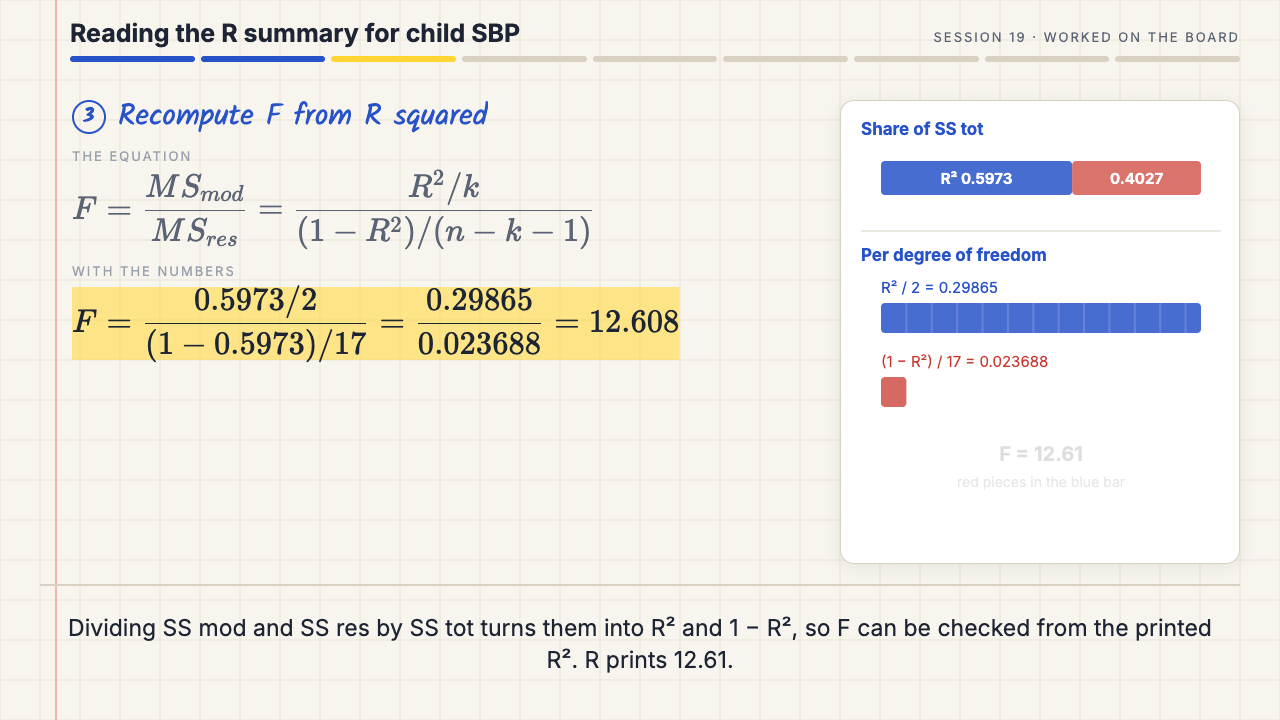 Reading the R summary for child SBP
SESSION 19 · WORKED ON THE BOARD
3 Recompute F from R squared
THE EQUATION
F = MS_mod / MS_res = (R²/k) / ((1 − R²)/(n − k − 1))
WITH THE NUMBERS
F = (0.5973/2) / ((1 − 0.5973)/17) = 0.29865 / 0.023688 = 12.608
Share of SS tot
R² 0.5973 0.4027
Per degree of freedom
R² / 2 = 0.29865
(1 − R²) / 17 = 0.023688
F = 12.61
red pieces in the blue bar
Dividing SS mod and SS res by SS tot turns them into R² and 1 − R², so F can be checked from the printed
R². R prints 12.61.